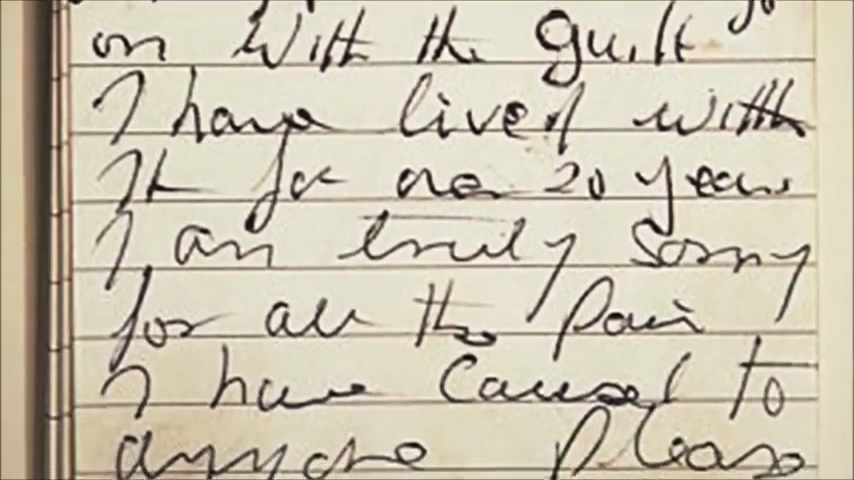 on with the guilt
I have lived with
It for over 20 years
I am truly sorry
for all the Pain
I have caused to
anyone Please